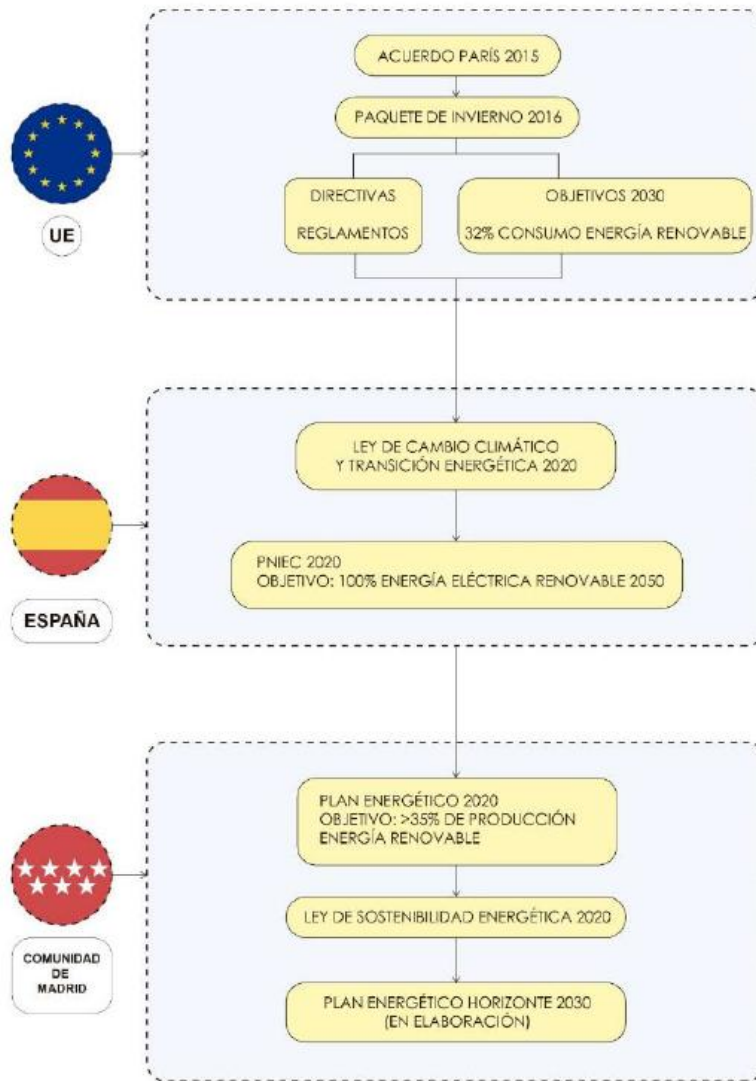 ACUERDO PARÍS 2015
PAQUETE DE INVIERNO 2016
DIRECTIVAS
REGLAMENTOS
OBJETIVOS 2030
32% CONSUMO ENERGÍA RENOVABLE
UE
LEY DE CAMBIO CLIMÁTICO
Y TRANSICIÓN ENERGÉTICA 2020
PNIEC 2020
OBJETIVO: 100% ENERGÍA ELÉCTRICA RENOVABLE 2050
ESPAÑA
PLAN ENERGÉTICO 2020
OBJETIVO: >35% DE PRODUCCIÓN
ENERGÍA RENOVABLE
LEY DE SOSTENIBILIDAD ENERGÉTICA 2020
PLAN ENERGÉTICO HORIZONTE 2030
(EN ELABORACIÓN)
COMUNIDAD
DE
MADRID